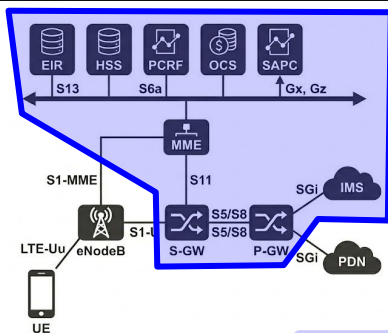 EIR HSS PCRF OCS SAPC
S13 S6a Gx, Gz
MME
S1-MME S11
SGi IMS
S5/S8
S1-U S5/S8
LTE-Uu eNodeB S-GW P-GW
SGi PDN
UE